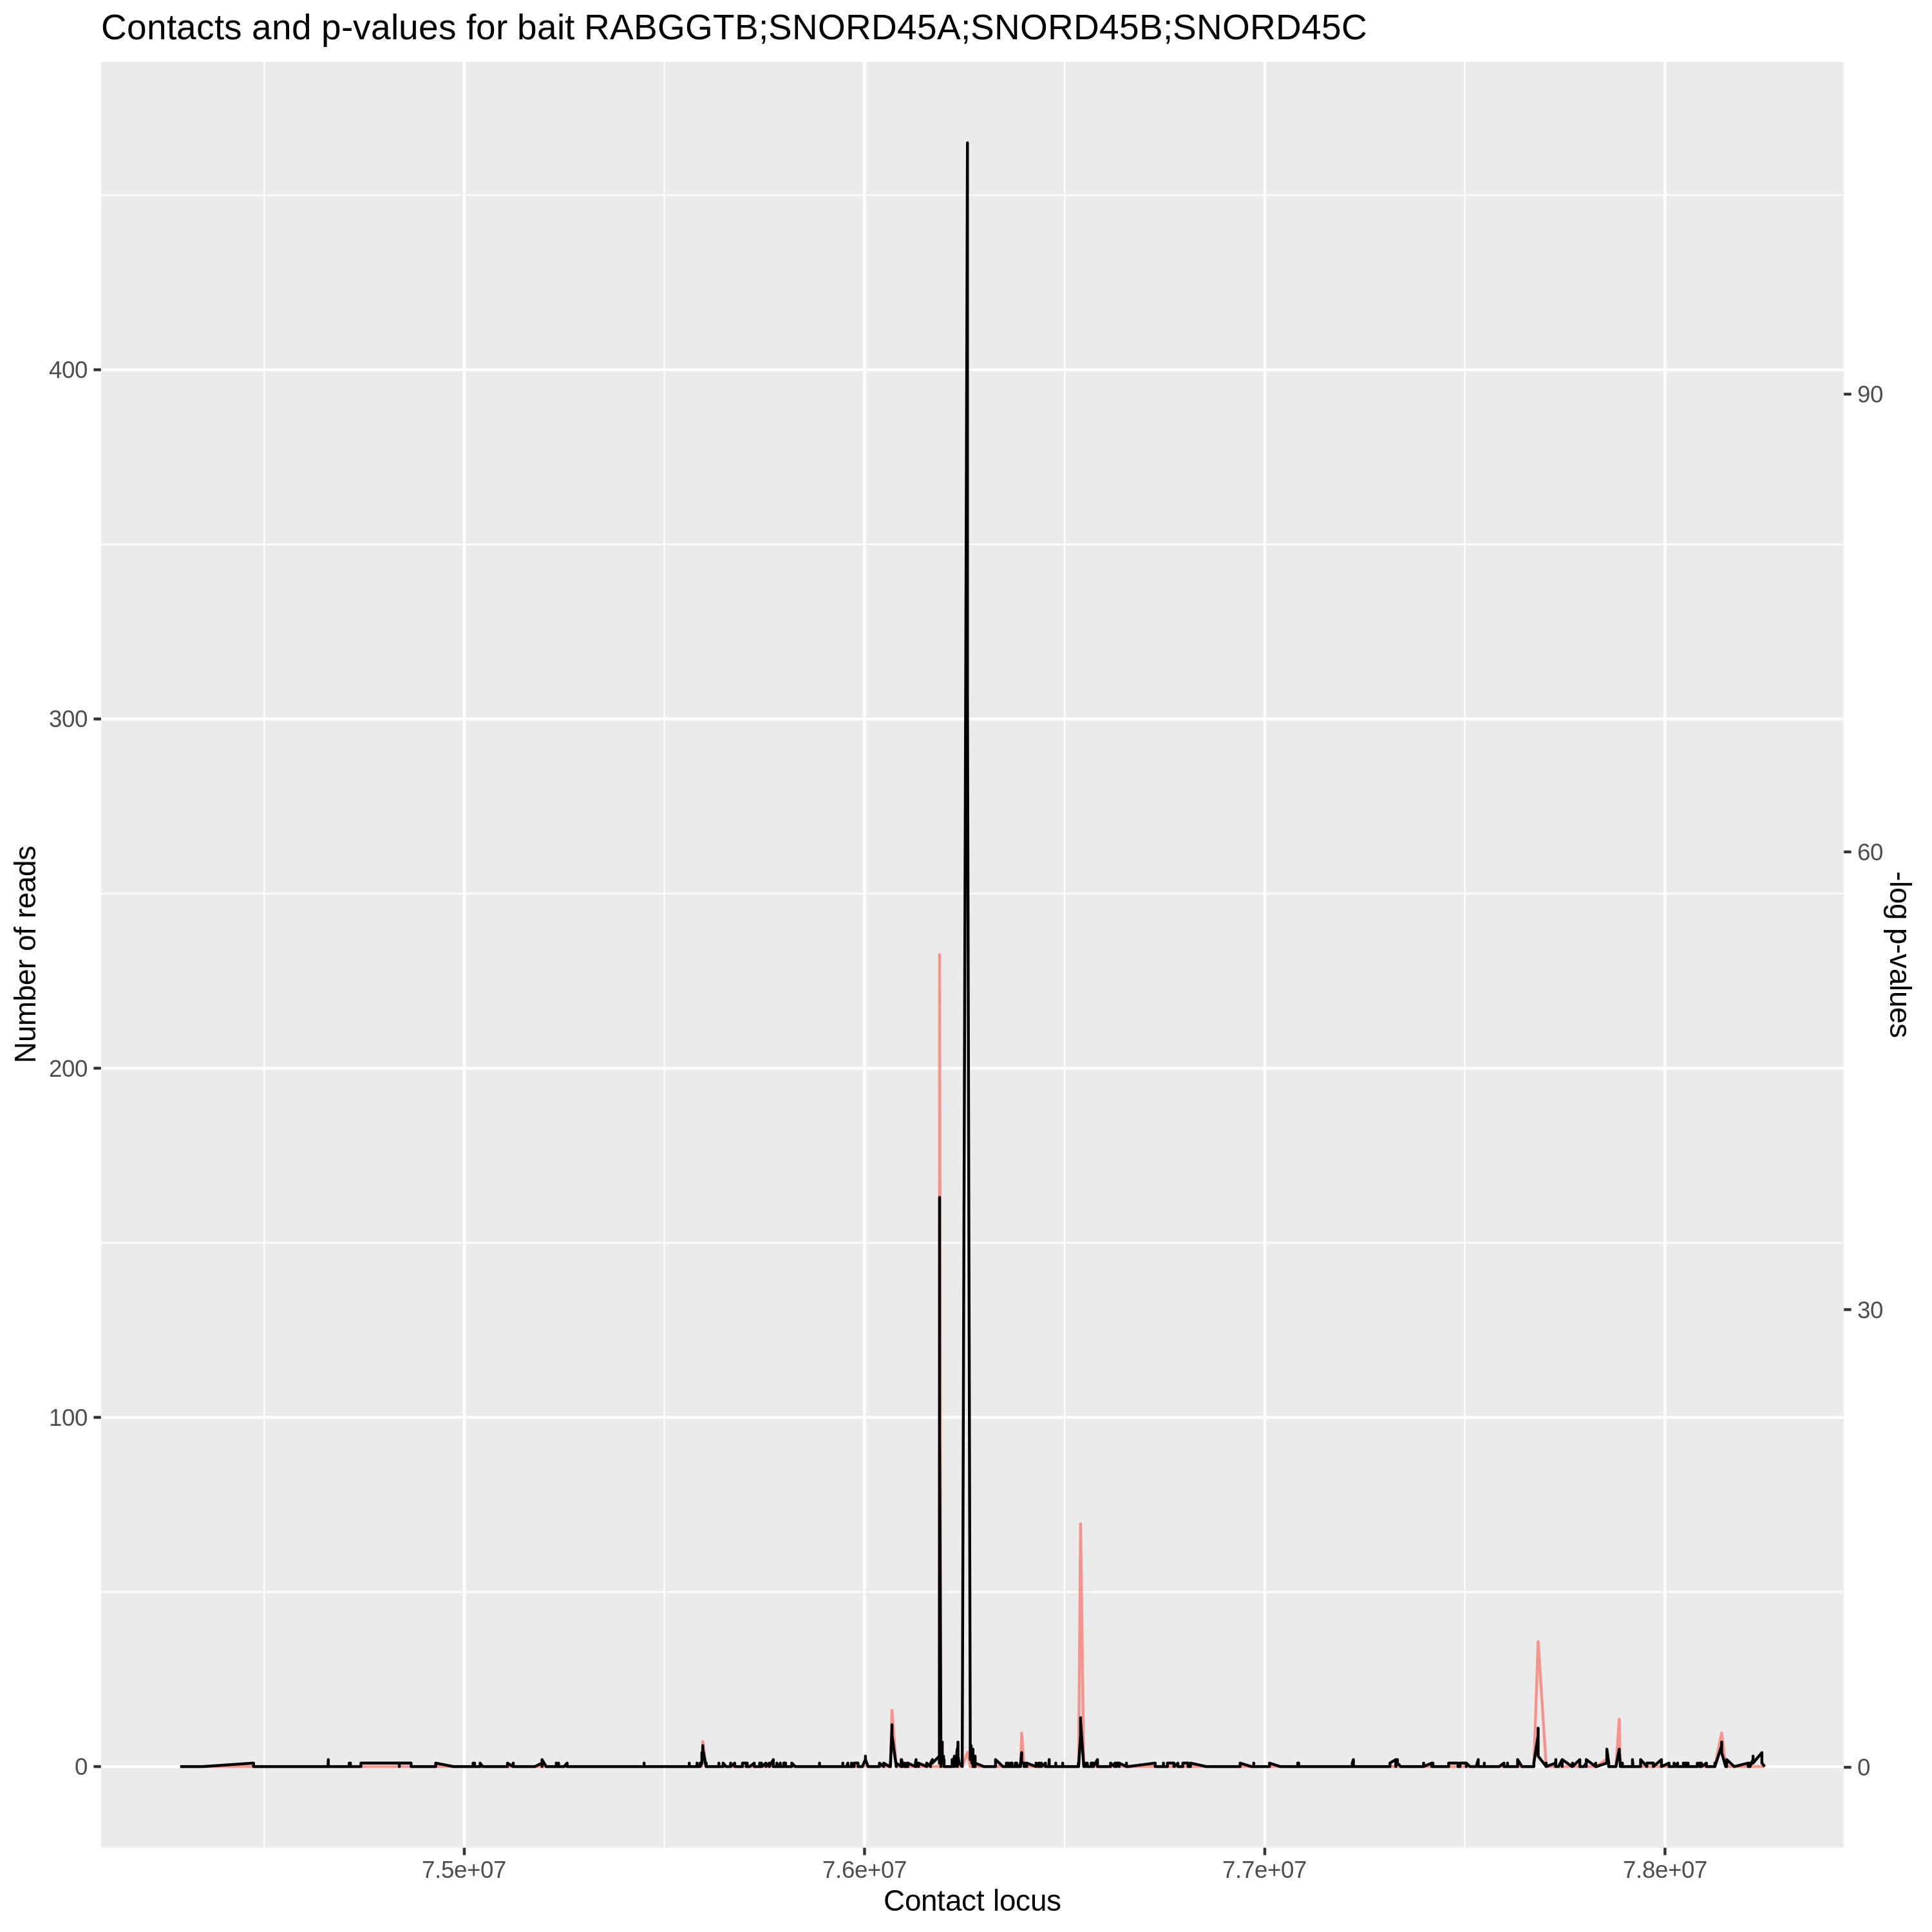 Contacts and p-values for bait RABGGTB;SNORD45A;SNORD45B;SNORD45C
400
300
200
100
0
Number of reads
90
60
30
0
-log p-values
7.5e+07
7.6e+07
7.7e+07
7.8e+07
Contact locus